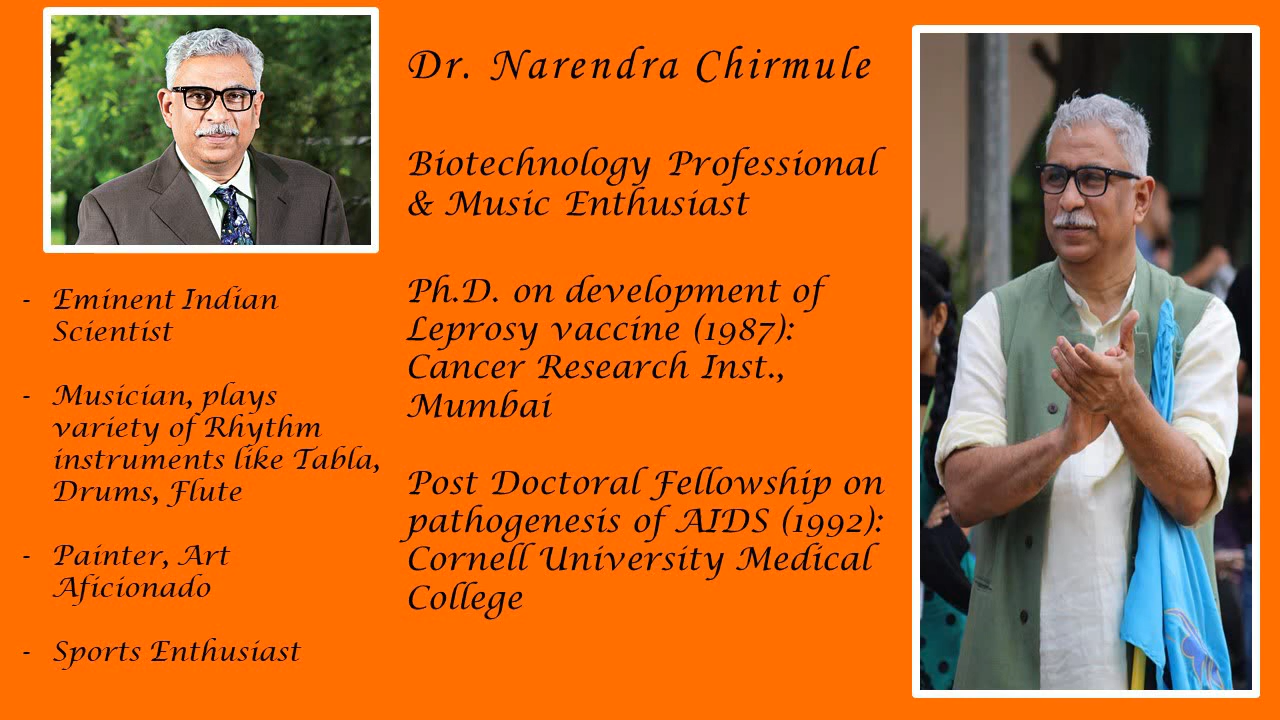 Dr. Narendra Chirmule
Biotechnology Professional
& Music Enthusiast
Ph.D. on development of
Leprosy vaccine (1987):
Cancer Research Inst.,
Mumbai
Post Doctoral Fellowship on
pathogenesis of AIDS (1992):
Cornell University Medical
College
- Eminent Indian
Scientist
- Musician, plays
variety of Rhythm
instruments like Tabla,
Drums, Flute
- Painter, Art
Aficionado
- Sports Enthusiast